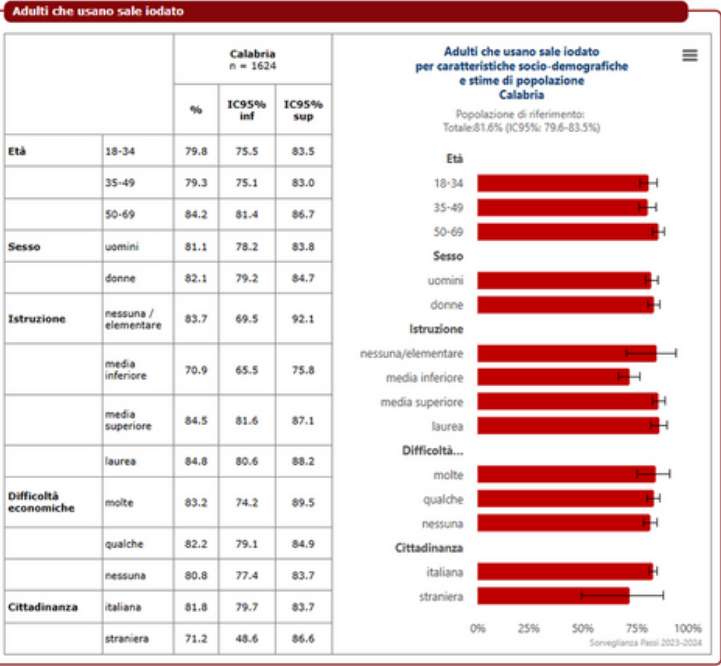 Adulti che usano sale iodato
Calabria
n = 1624
% IC95% inf IC95% sup
Età 18-34 79.8 75.5 83.5
35-49 79.3 75.1 83.0
50-69 84.2 81.4 86.7
Sesso uomini 81.1 78.2 83.8
donne 82.1 79.2 84.7
Istruzione nessuna / elementare 83.7 69.5 92.1
media inferiore 70.9 65.5 75.8
media superiore 84.5 81.6 87.1
laurea 84.8 80.6 88.2
Difficoltà economiche molte 83.2 74.2 89.5
qualche 82.2 79.1 84.9
nessuna 80.8 77.4 83.7
Cittadinanza italiana 81.8 79.7 83.7
straniera 71.2 48.6 86.6
Adulti che usano sale iodato
per caratteristiche socio-demografiche
e stime di popolazione
Calabria
Popolazione di riferimento:
Totale:81.6% (IC95%: 79.6-83.5%)
Età
18-34
35-49
50-69
Sesso
uomini
donne
Istruzione
nessuna/elementare
media inferiore
media superiore
laurea
Difficoltà...
molte
qualche
nessuna
Cittadinanza
italiana
straniera
0% 25% 50% 75% 100%
Sorveglianza Passi 2023-2024